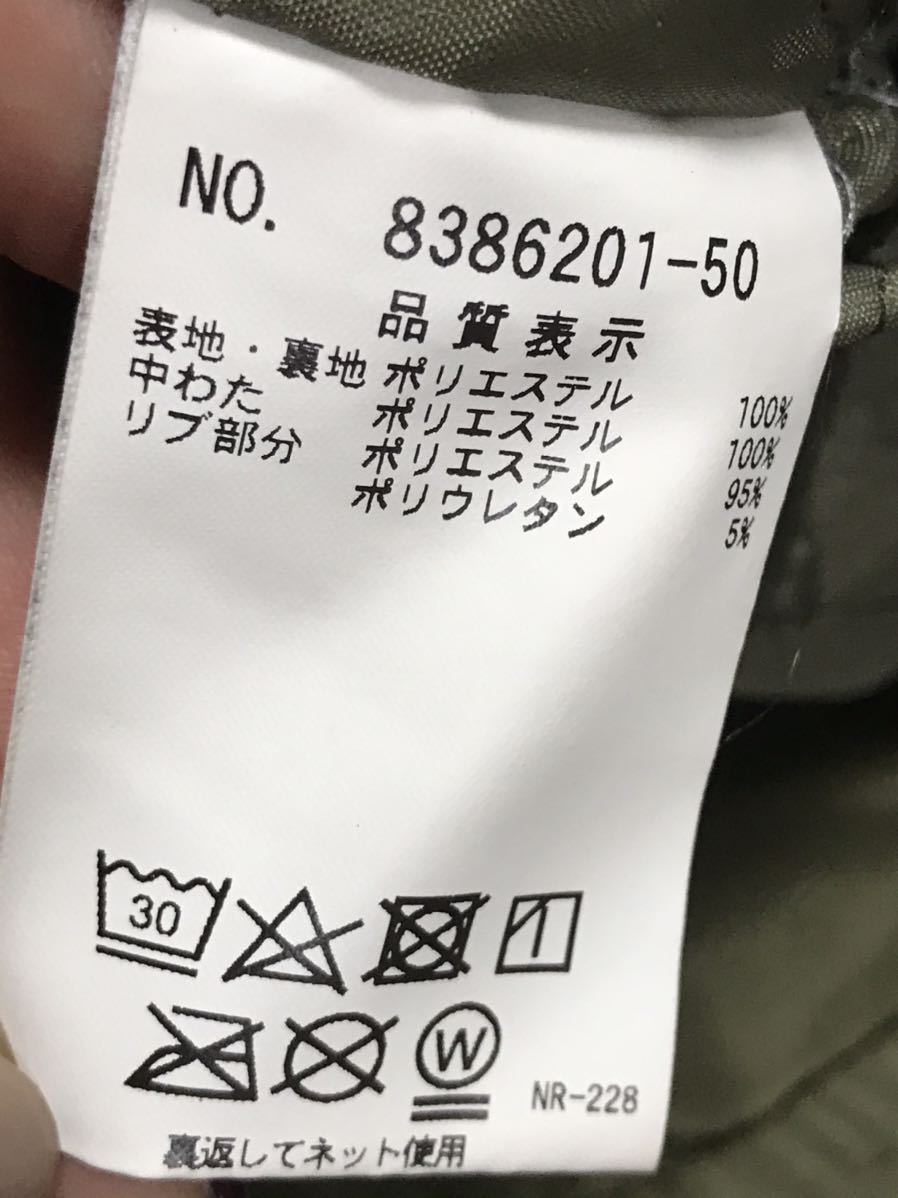 NO. 8386201-50
品質表示
表地・裏地 ポリエステル 100%
中わた ポリエステル 100%
リブ部分 ポリエステル 95%
ポリウレタン 5%
30
W
NR-228
裏返してネット使用